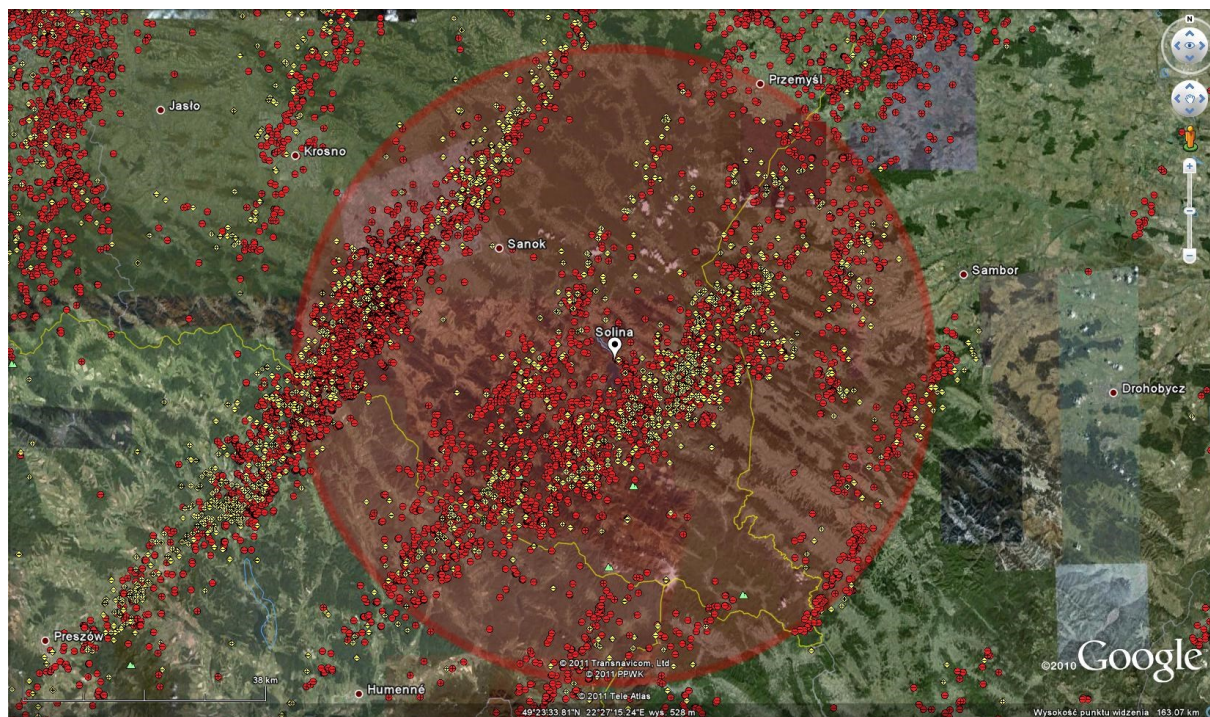 N
Przemyśl
Jasło
Krosno
Sanok
Sambor
Solina
Drohobycz
Preszów
©2010 Google
© 2011 Transnavicom, Ltd
© 2011 PPWK
38 km
Humenné
© 2011 Tele Atlas
49°23'33.81"N 22°27'15.24"E wys. 528 m
Wysokość punktu widzenia 163.07 km